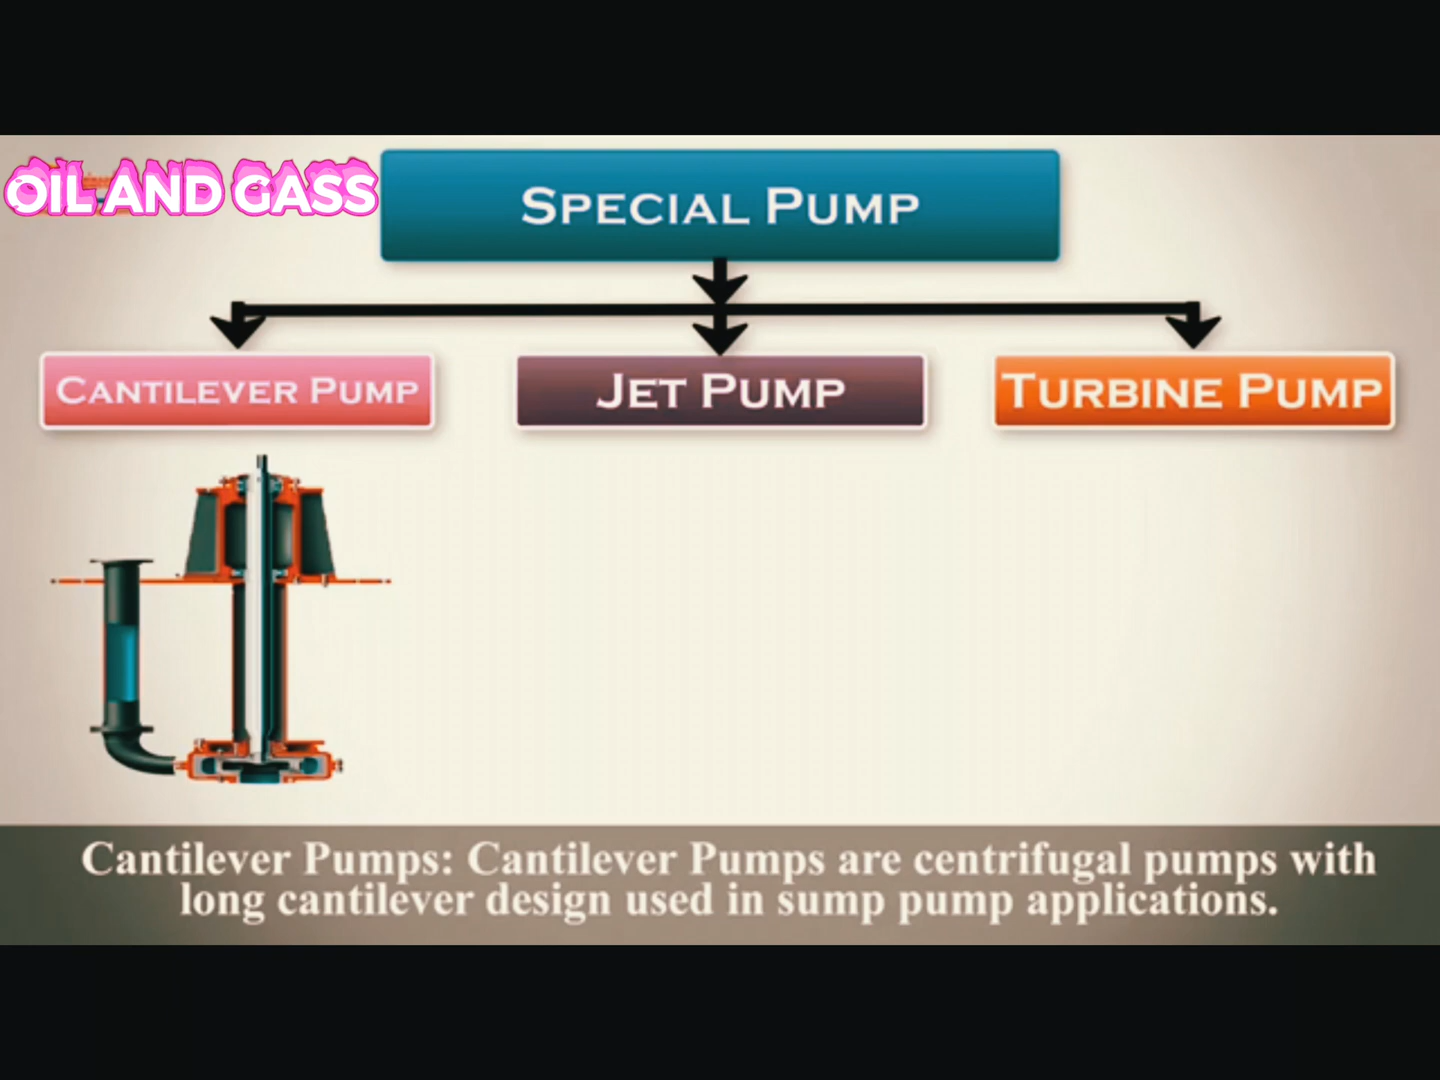 OIL AND GASS
SPECIAL PUMP
CANTILEVER PUMP
JET PUMP
TURBINE PUMP
Cantilever Pumps: Cantilever Pumps are centrifugal pumps with
long cantilever design used in sump pump applications.